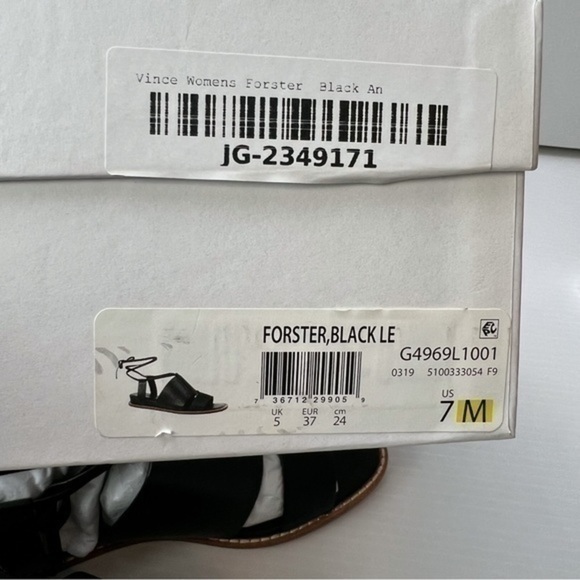 Vince Womens Forster Black An
JG-2349171
FORSTER,BLACK LE
G4969L1001
0319 5100333054 F9
7 36712 29905 9
UK EUR cm
5 37 24
US
7 M